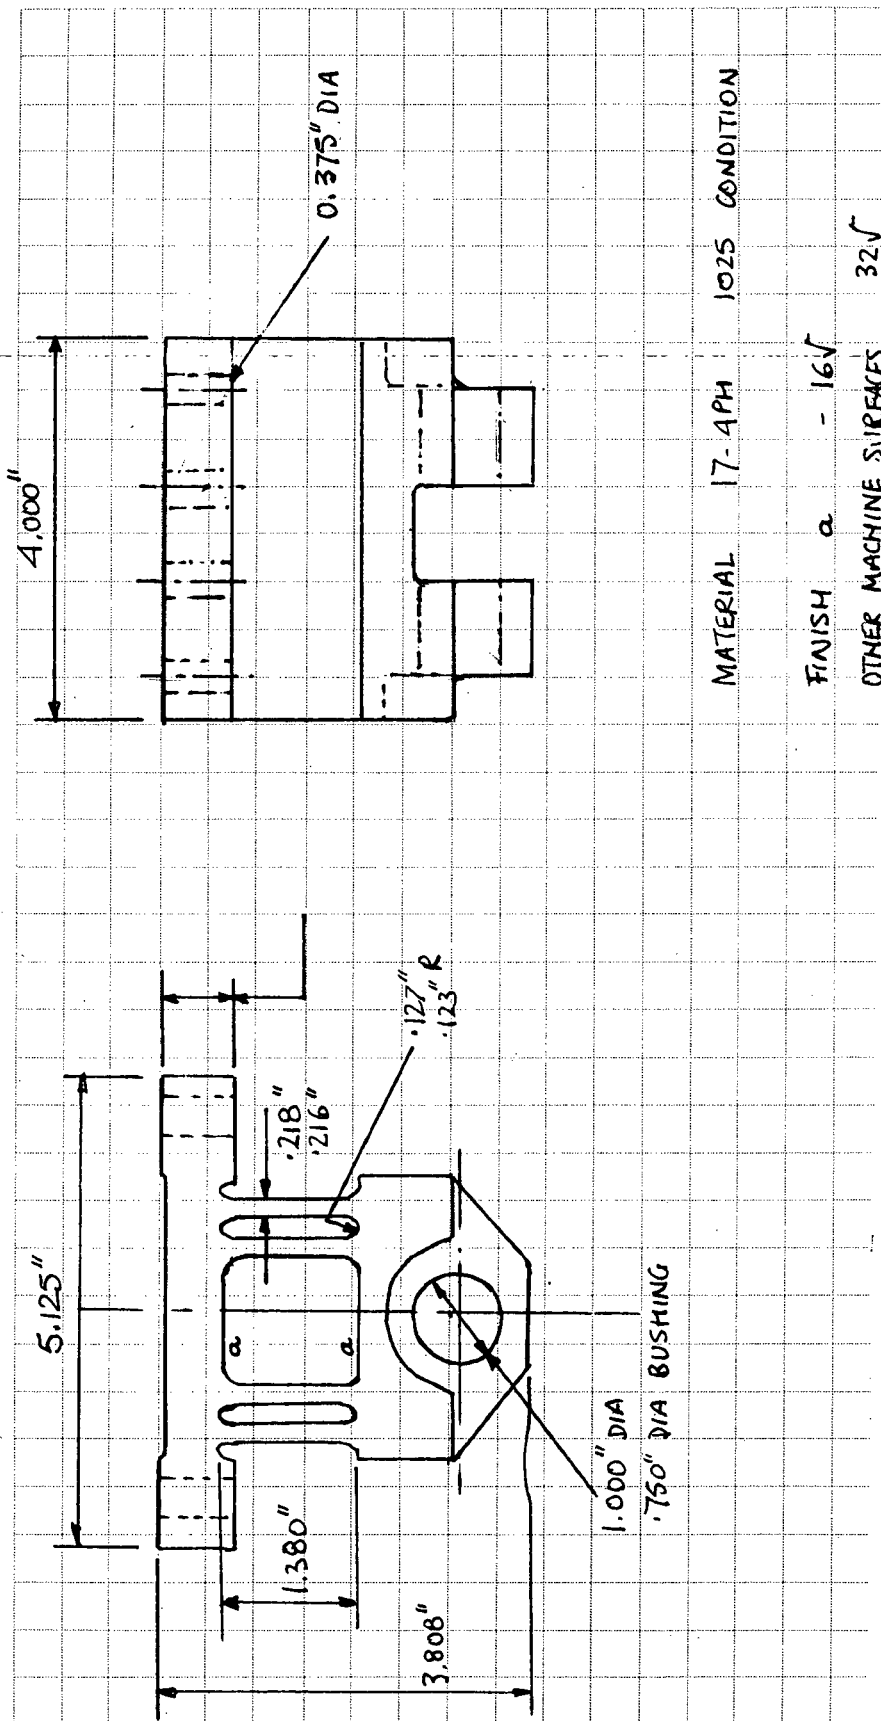 5.125"
.218"
.216"
.127" R
.123"
1.380"
3.808"
1.000" DIA
.750" DIA BUSHING
a
a
4.000"
0.375" DIA
MATERIAL 17-4PH 1025 CONDITION
FINISH a - 16√
OTHER MACHINE SURFACES 32√